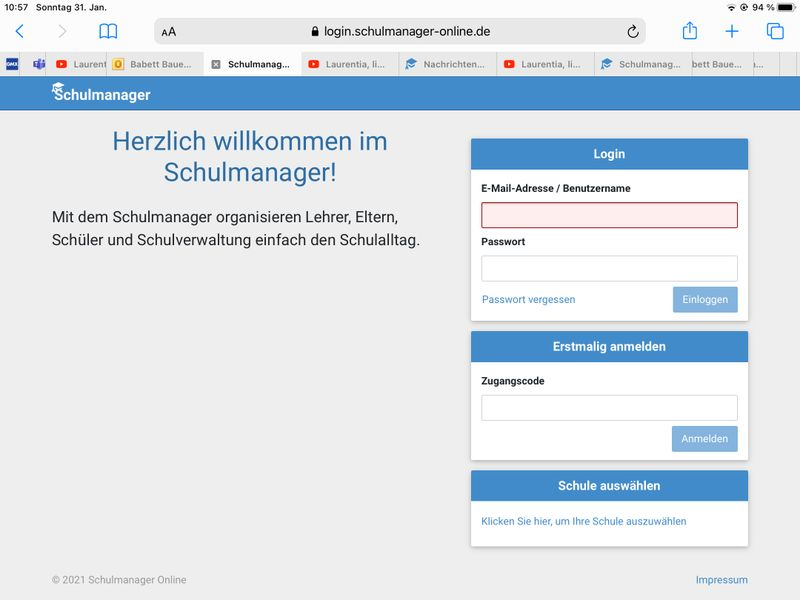 10:57 Sonntag 31. Jan.
94 %
AA
login.schulmanager-online.de
GMX
Laurent
Babett Baue...
Schulmanag...
Laurentia, li...
Nachrichten...
Laurentia, li...
Schulmanag...
bett Baue...
Schulmanager
Herzlich willkommen im
Schulmanager!
Mit dem Schulmanager organisieren Lehrer, Eltern,
Schüler und Schulverwaltung einfach den Schulalltag.
Login
E-Mail-Adresse / Benutzername
Passwort
Passwort vergessen
Einloggen
Erstmalig anmelden
Zugangscode
Anmelden
Schule auswählen
Klicken Sie hier, um Ihre Schule auszuwählen
© 2021 Schulmanager Online
Impressum